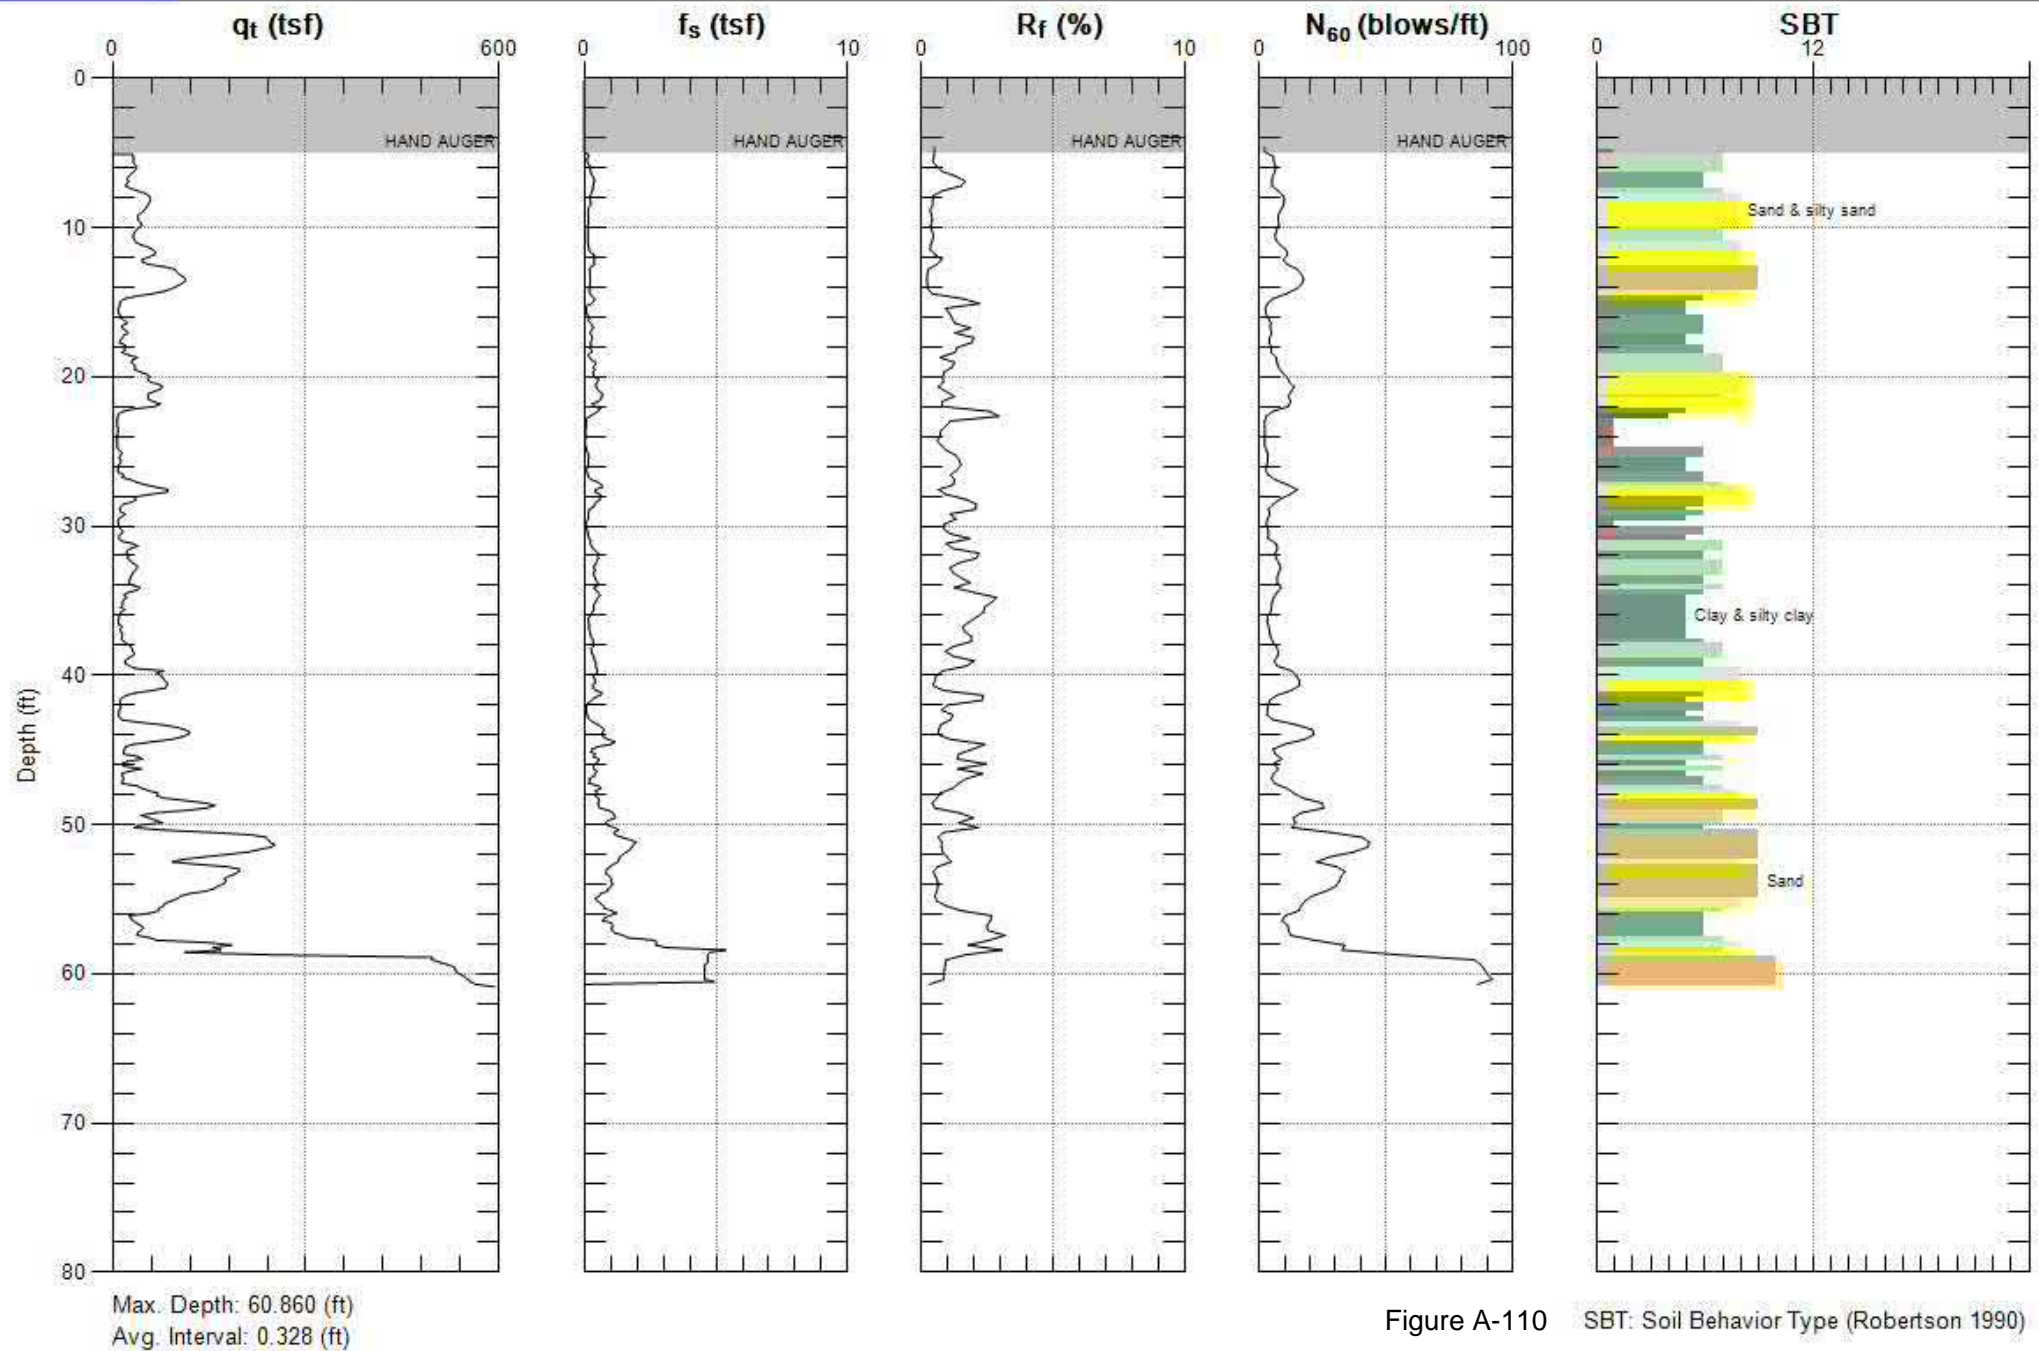 qt (tsf) fs (tsf) Rf (%) N60 (blows/ft) SBT
0 600 0 10 0 10 0 100 0 12
0
HAND AUGER HAND AUGER HAND AUGER HAND AUGER
Sand & silty sand
10
20
30
Clay & silty clay
40
Depth (ft)
50
Sand
60
70
80
Max. Depth: 60.860 (ft)
Avg. Interval: 0.328 (ft)
Figure A-110 SBT: Soil Behavior Type (Robertson 1990)